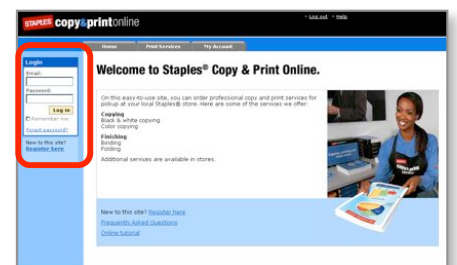 STAPLES copy&printonline
Log out Help
Home Print Services My Account
Login
Email:
Password:
Log in
Remember me.
Forgot password?
New to this site?
Register here.
Welcome to Staples® Copy & Print Online.
On this easy-to-use site, you can order professional copy and print services for
pickup at your local Staples® store. Here are some of the services we offer:
Copying
Black & white copying
Color copying
Finishing
Binding
Folding
Additional services are available in stores.
New to this site? Register here
Frequently Asked Questions
Online tutorial